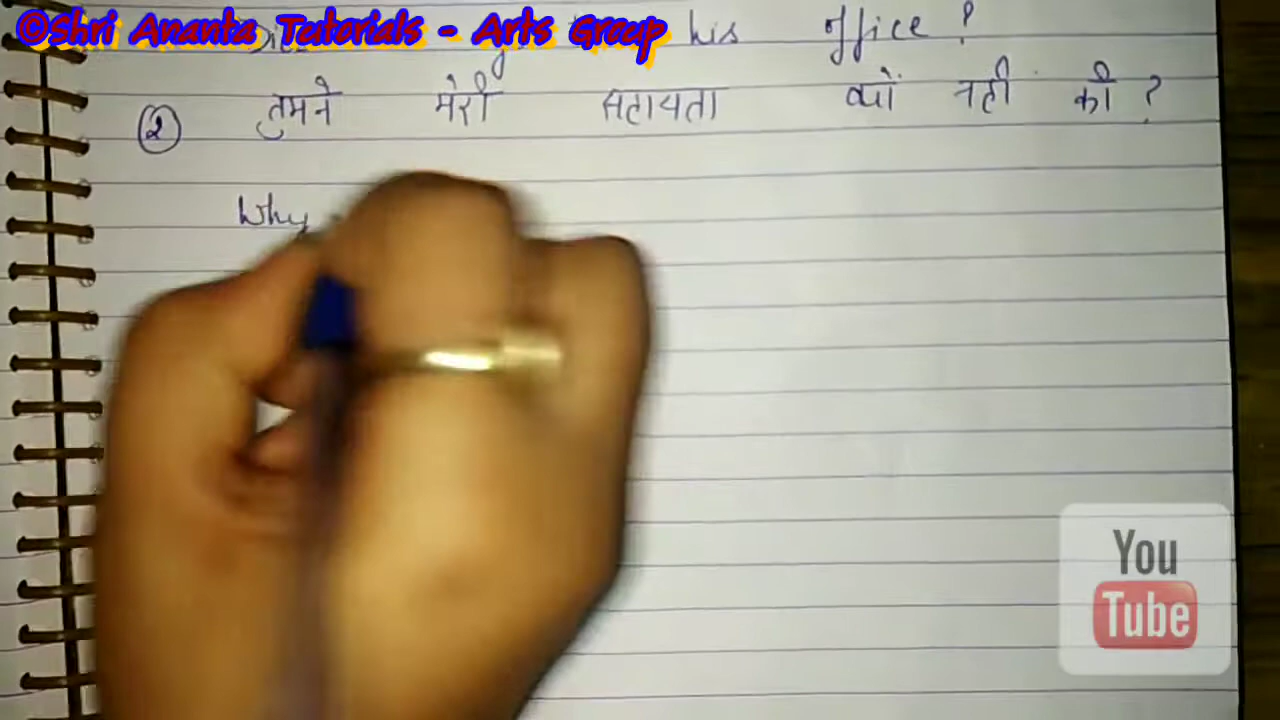 ©Shri Ananta Tutorials - Arts Group
his office ?
② तुमने मेरी सहायता क्यों नहीं की ?
Why
You
Tube